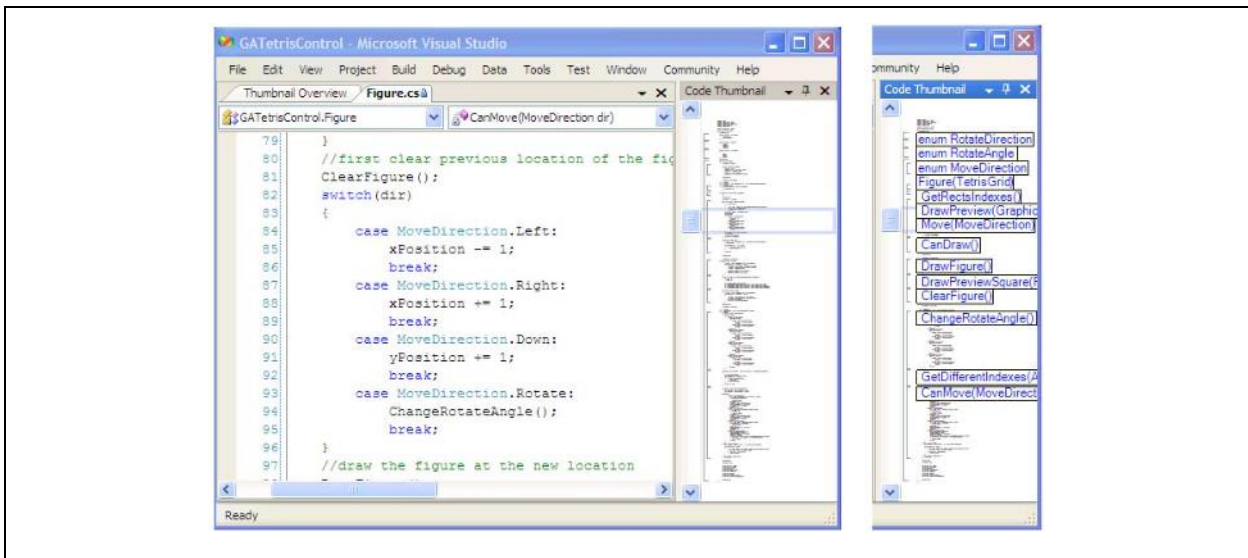 GATetrisControl - Microsoft Visual Studio
File Edit View Project Build Debug Data Tools Test Window Community Help
Thumbnail Overview Figure.cs
GATetrisControl.Figure CanMove(MoveDirection dir)
79 }
80 //first clear previous location of the fig
81 ClearFigure();
82 switch(dir)
83 {
84 case MoveDirection.Left:
85 xPosition -= 1;
86 break;
87 case MoveDirection.Right:
88 xPosition += 1;
89 break;
90 case MoveDirection.Down:
91 yPosition += 1;
92 break;
93 case MoveDirection.Rotate:
94 ChangeRotateAngle();
95 break;
96 }
97 //draw the figure at the new location
Ready
Code Thumbnail
ommunity Help
Code Thumbnail
enum RotateDirection
enum RotateAngle
enum MoveDirection
Figure(TetrisGrid)
GetRectsIndexes()
DrawPreview(Graphic
Move(MoveDirection)
CanDraw()
DrawFigure()
DrawPreviewSquare(F
ClearFigure()
ChangeRotateAngle()
GetDifferentIndexes(A
CanMove(MoveDirect